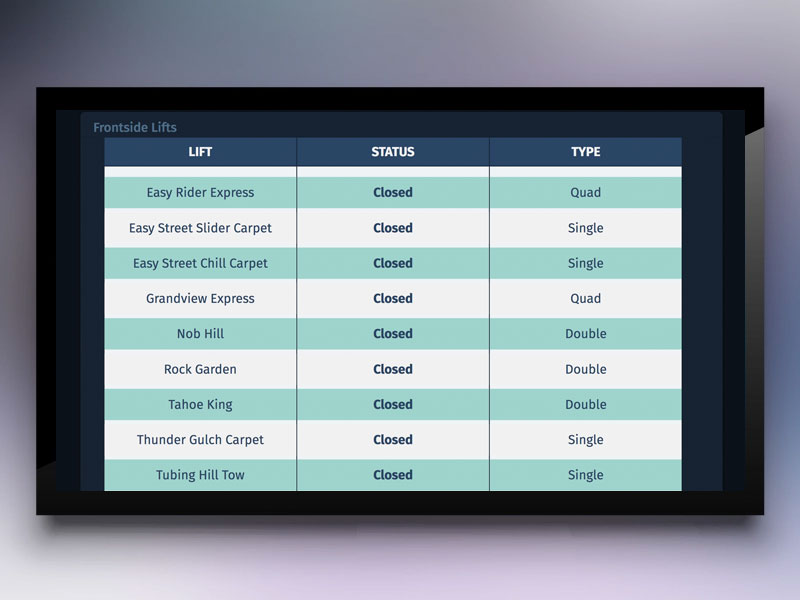 Frontside Lifts
LIFT STATUS TYPE
Easy Rider Express Closed Quad
Easy Street Slider Carpet Closed Single
Easy Street Chill Carpet Closed Single
Grandview Express Closed Quad
Nob Hill Closed Double
Rock Garden Closed Double
Tahoe King Closed Double
Thunder Gulch Carpet Closed Single
Tubing Hill Tow Closed Single